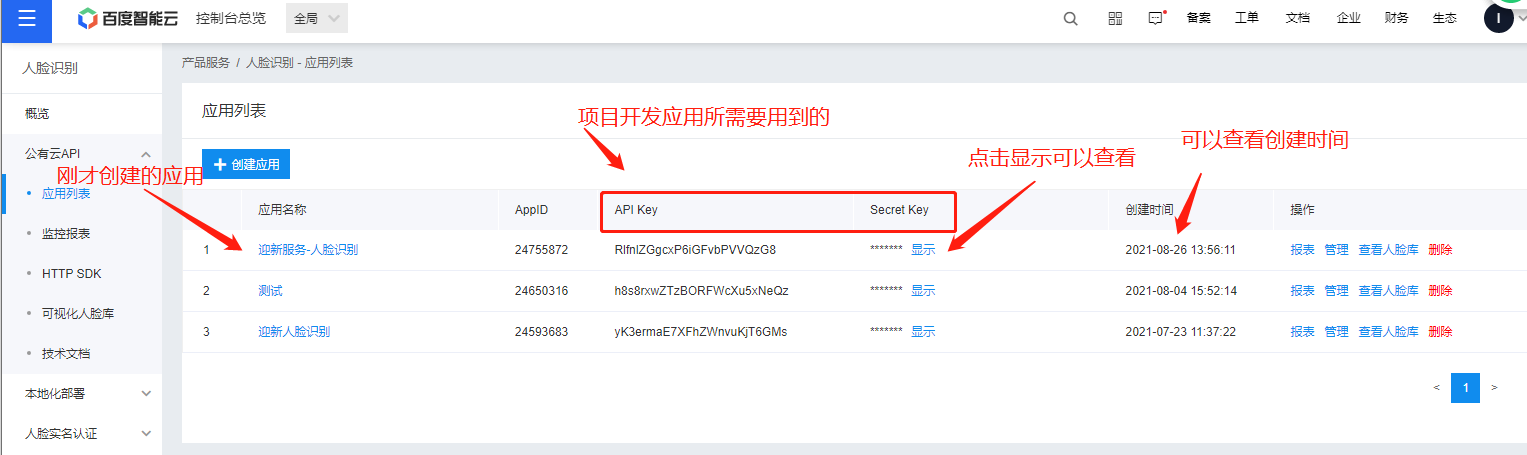 百度智能云 控制台总览 全局 备案 工单 文档 企业 财务 生态 I
人脸识别
产品服务 / 人脸识别 - 应用列表
概览
应用列表
项目开发应用所需要用到的
可以查看创建时间
公有云API
创建应用
点击显示可以查看
刚才创建的应用
应用列表
应用名称 AppID API Key Secret Key 创建时间 操作
监控报表
1 迎新服务-人脸识别 24755872 RlfnlZGgcxP6iGFvbPVVQzG8 ******* 显示 2021-08-26 13:56:11 报表 管理 查看人脸库 删除
HTTP SDK
2 测试 24650316 h8s8rxwZTzBORFWcXu5xNeQz ******* 显示 2021-08-04 15:52:14 报表 管理 查看人脸库 删除
可视化人脸库
3 迎新人脸识别 24593683 yK3ermaE7XFhZWnvuKjT6GMs ******* 显示 2021-07-23 11:37:22 报表 管理 查看人脸库 删除
技术文档
本地化部署
< 1 >
人脸实名认证